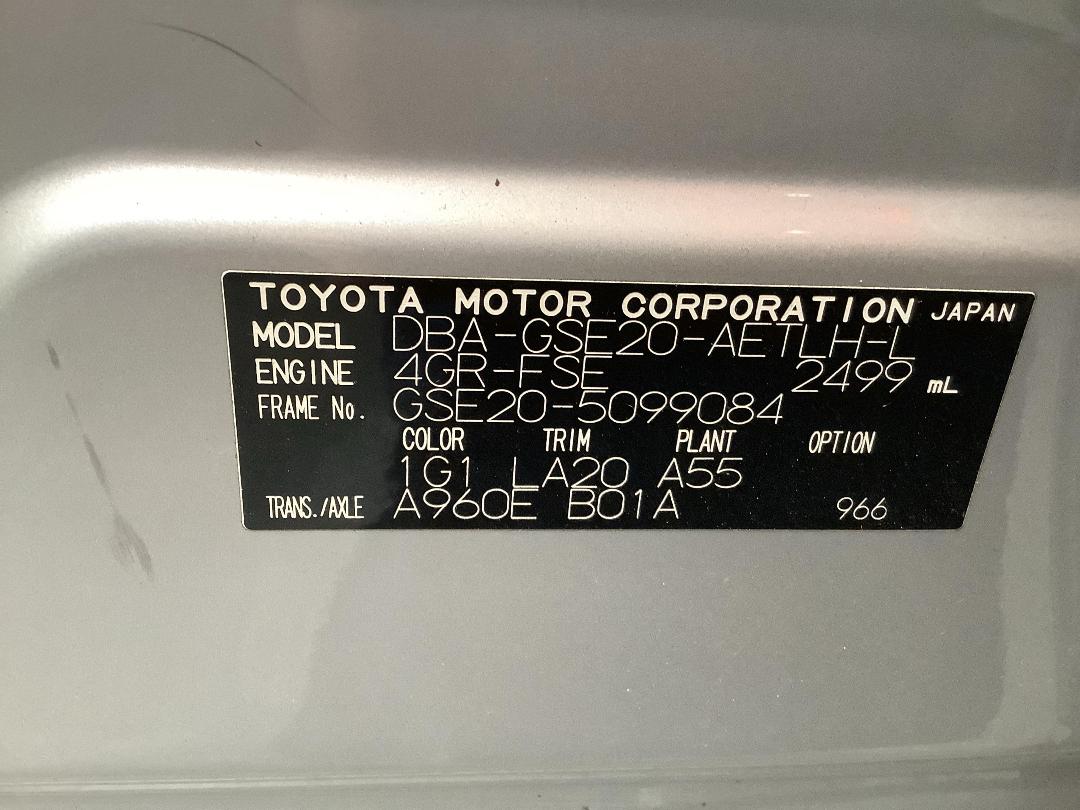 TOYOTA MOTOR CORPORATION JAPAN
MODEL DBA-GSE20-AETLH-L
ENGINE 4GR-FSE 2499 mL
FRAME No. GSE20-5099084
COLOR TRIM PLANT OPTION
1G1 LA20 A55
TRANS./AXLE A960E B01A 966